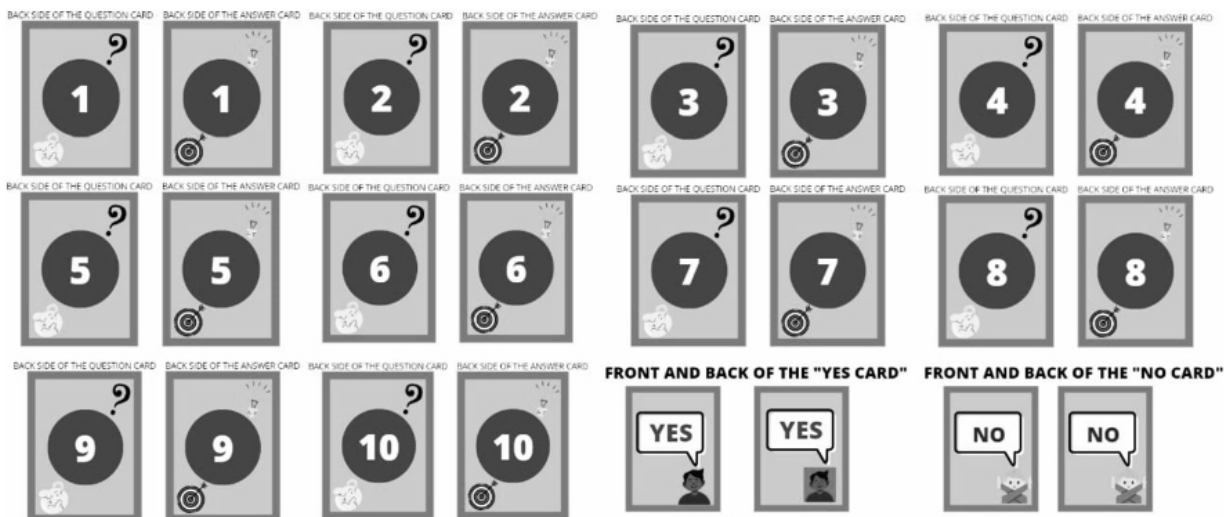 BACK SIDE OF THE QUESTION CARD
BACK SIDE OF THE ANSWER CARD
BACK SIDE OF THE QUESTION CARD
BACK SIDE OF THE ANSWER CARD
BACK SIDE OF THE QUESTION CARD
BACK SIDE OF THE ANSWER CARD
BACK SIDE OF THE QUESTION CARD
BACK SIDE OF THE ANSWER CARD
?
1
1
?
2
2
?
3
3
?
4
4
BACK SIDE OF THE QUESTION CARD
BACK SIDE OF THE ANSWER CARD
BACK SIDE OF THE QUESTION CARD
BACK SIDE OF THE ANSWER CARD
BACK SIDE OF THE QUESTION CARD
BACK SIDE OF THE ANSWER CARD
BACK SIDE OF THE QUESTION CARD
BACK SIDE OF THE ANSWER CARD
?
5
5
?
6
6
?
7
7
?
8
8
BACK SIDE OF THE QUESTION CARD
BACK SIDE OF THE ANSWER CARD
BACK SIDE OF THE QUESTION CARD
BACK SIDE OF THE ANSWER CARD
FRONT AND BACK OF THE "YES CARD"
FRONT AND BACK OF THE "NO CARD"
?
9
9
?
10
10
YES
YES
NO
NO